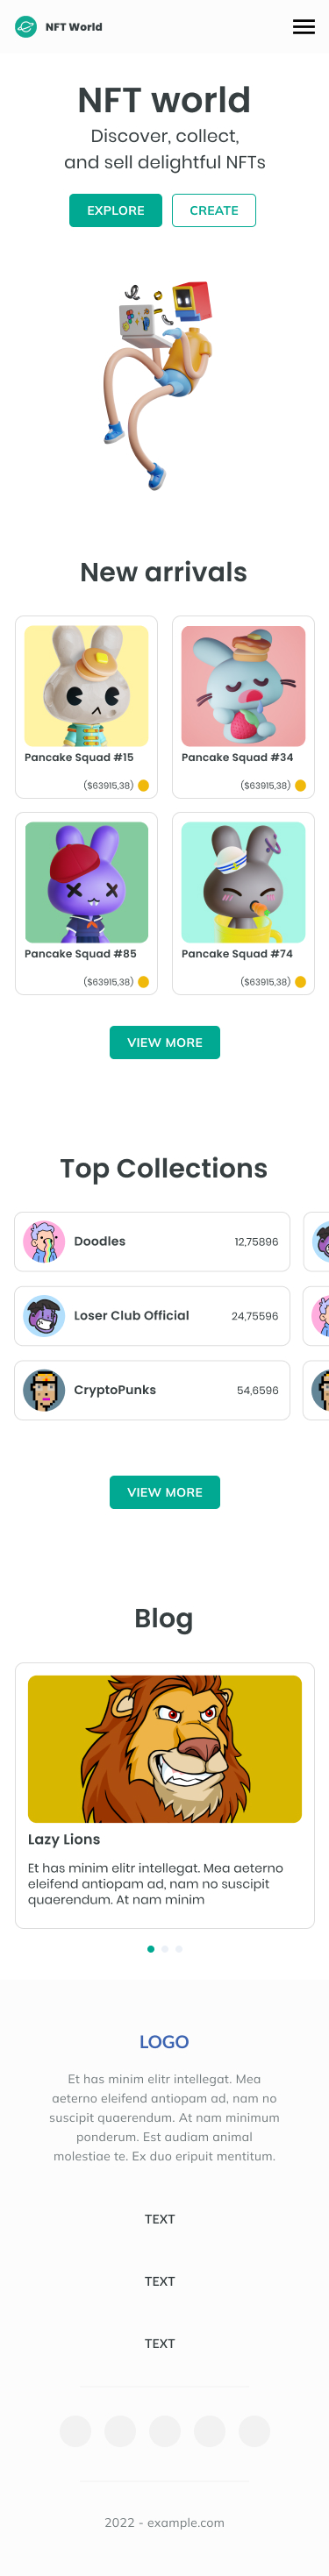 NFT World
NFT world
Discover, collect,
and sell delightful NFTs
EXPLORE CREATE
New arrivals
Pancake Squad #15
($63915,38)
Pancake Squad #34
($63915,38)
Pancake Squad #85
($63915,38)
Pancake Squad #74
($63915,38)
VIEW MORE
Top Collections
Doodles 12,75896
Loser Club Official 24,75596
CryptoPunks 54,6596
VIEW MORE
Blog
Lazy Lions
Et has minim elitr intellegat. Mea aeterno
eleifend antiopam ad, nam no suscipit
quaerendum. At nam minim
LOGO
Et has minim elitr intellegat. Mea
aeterno eleifend antiopam ad, nam no
suscipit quaerendum. At nam minimum
ponderum. Est audiam animal
molestiae te. Ex duo eripuit mentitum.
TEXT
TEXT
TEXT
2022 - example.com